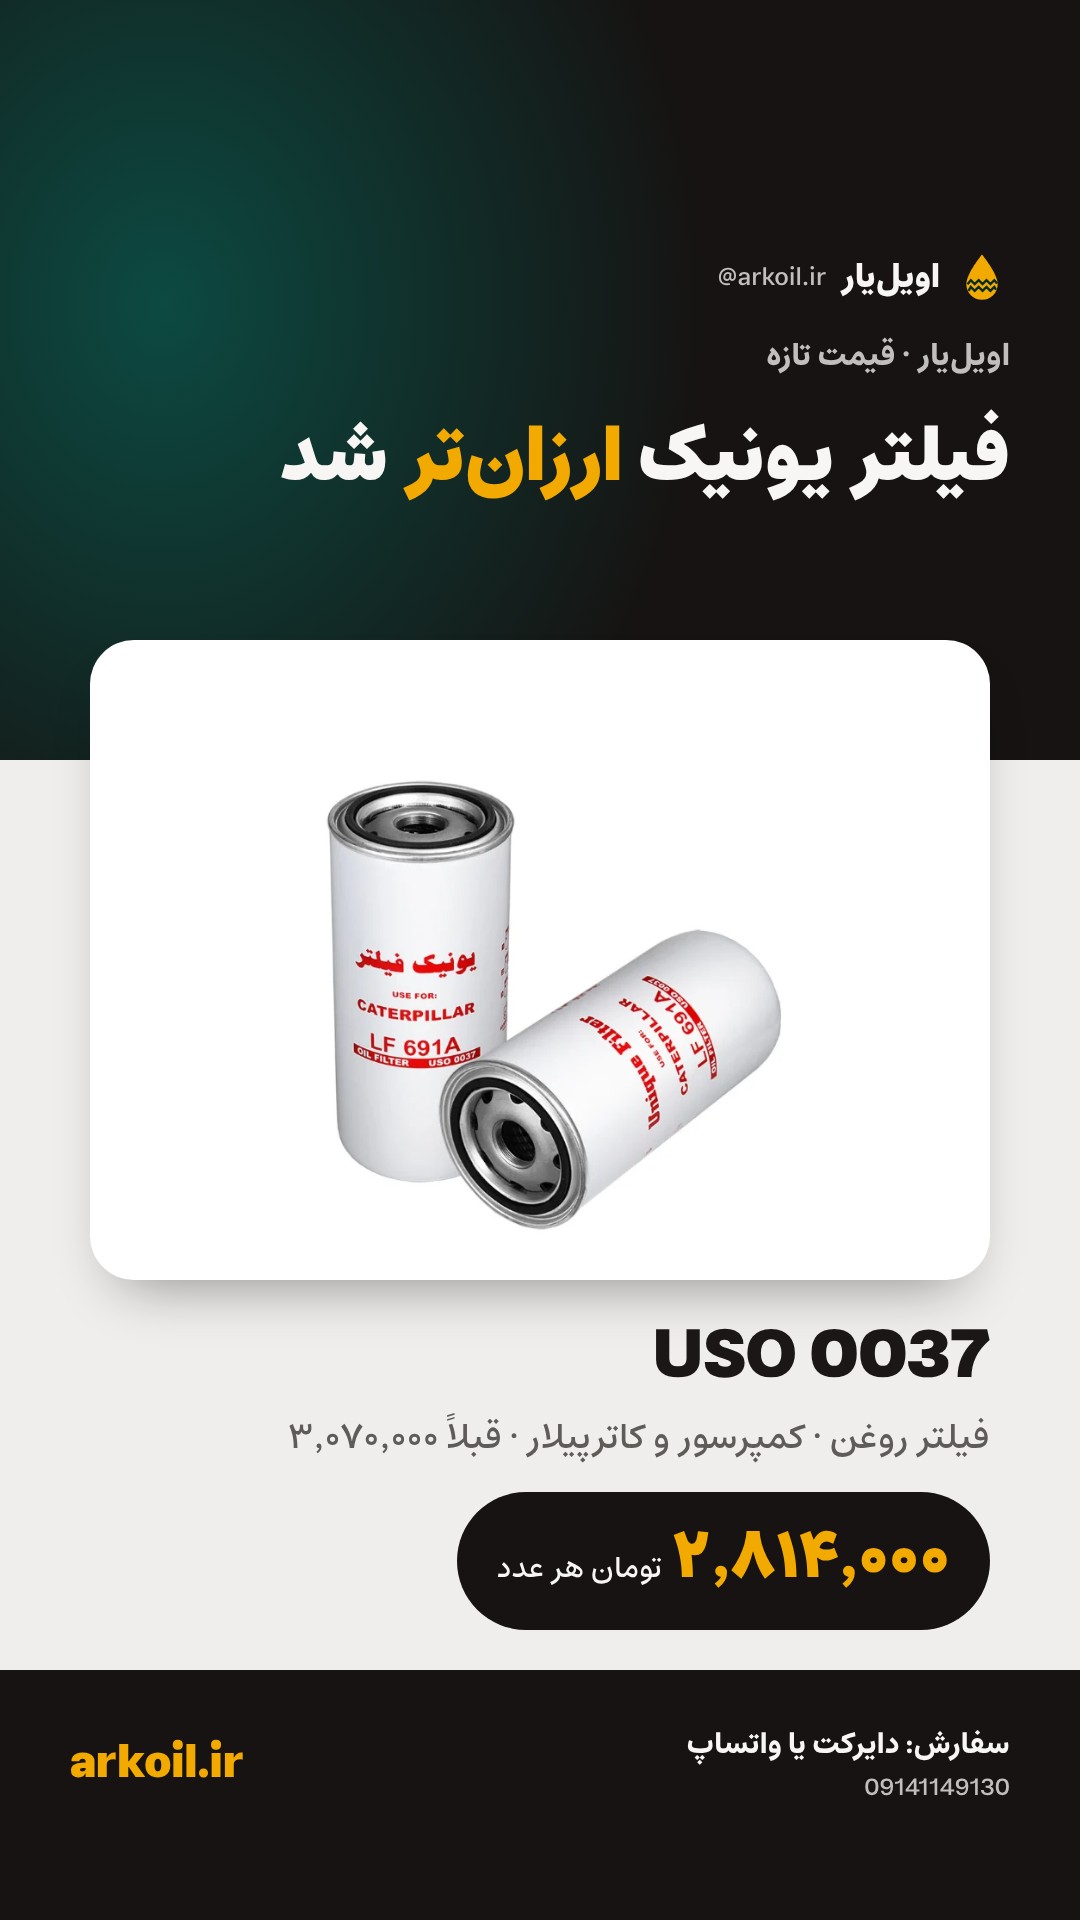 اویل‌یار @arkoil.ir
اویل‌یار · قیمت تازه
فیلتر یونیک ارزان‌تر شد
یونیک فیلتر
USE FOR:
CATERPILLAR
LF 691A
OIL FILTER USO 0037
Unique Filter
USE FOR:
CATERPILLAR
LF 691A
OIL FILTER USO 0037
USO 0037
فیلتر روغن · کمپرسور و کاترپیلار · قبلاً ۳,۰۷۰,۰۰۰
۲,۸۱۴,۰۰۰ تومان هر عدد
سفارش: دایرکت یا واتساپ
09141149130
arkoil.ir